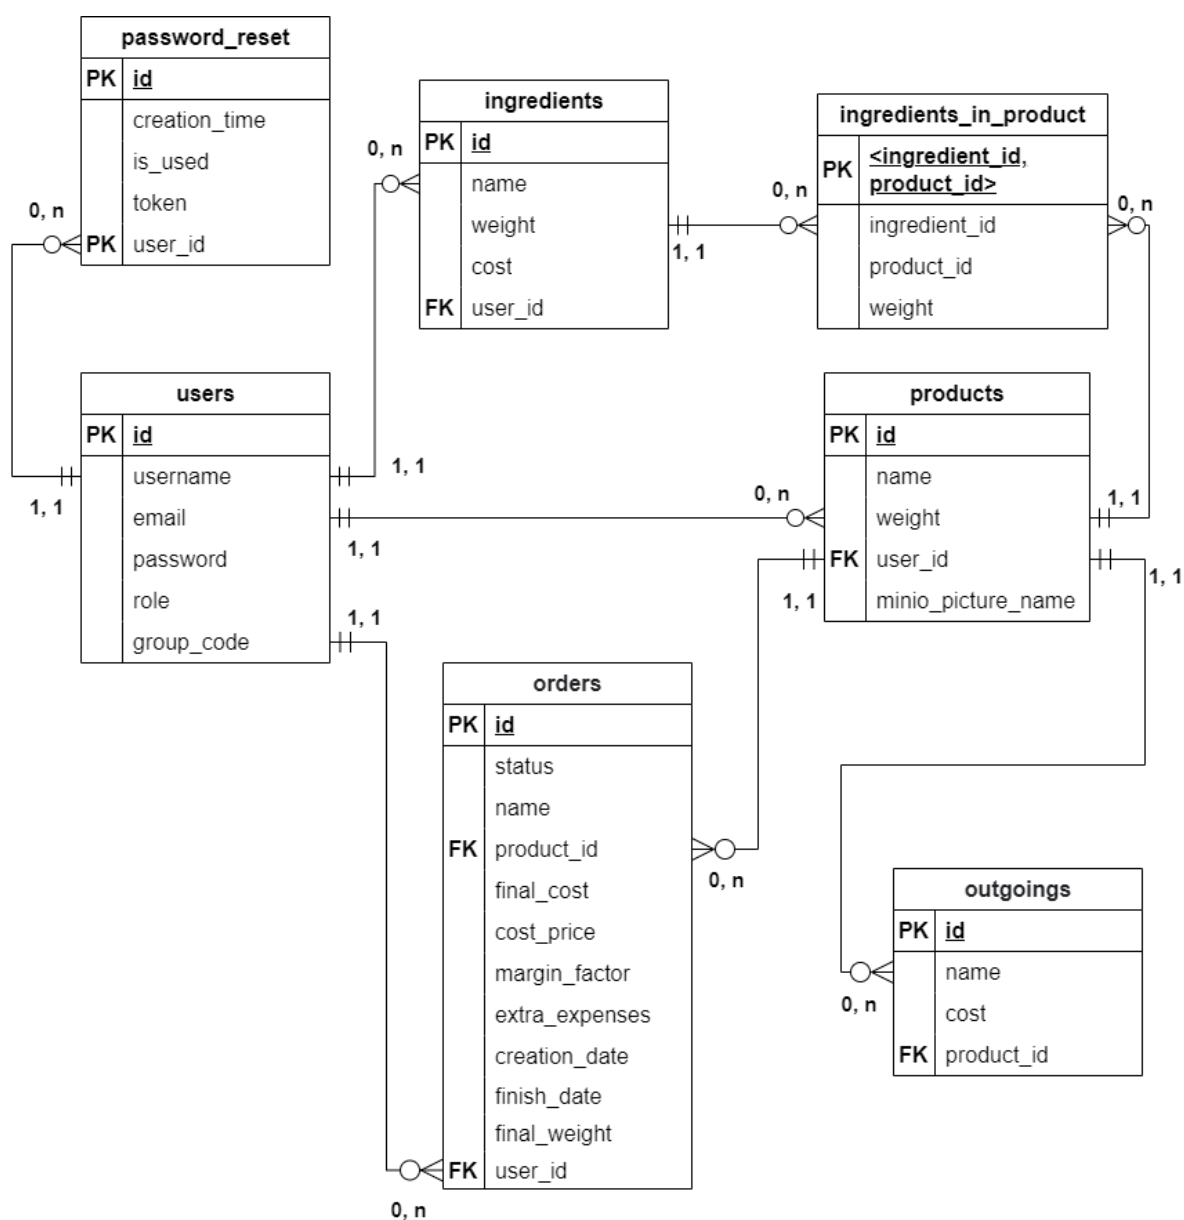 password_reset
PK id
creation_time
is_used
token
PK user_id
0, n
users
PK id
username
email
password
role
group_code
1, 1
1, 1
1, 1
1, 1
ingredients
PK id
name
weight
cost
FK user_id
0, n
1, 1
ingredients_in_product
PK <ingredient_id,
product_id>
ingredient_id
product_id
weight
0, n
0, n
products
PK id
name
weight
FK user_id
minio_picture_name
0, n
1, 1
1, 1
1, 1
orders
PK id
status
name
FK product_id
final_cost
cost_price
margin_factor
extra_expenses
creation_date
finish_date
final_weight
FK user_id
0, n
0, n
outgoings
PK id
name
cost
FK product_id
0, n